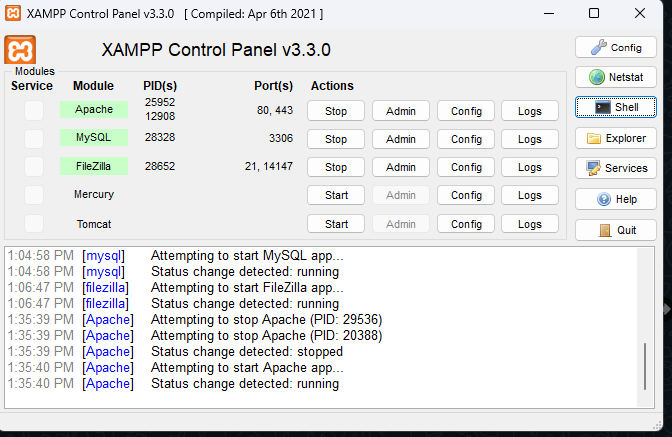 XAMPP Control Panel v3.3.0 [ Compiled: Apr 6th 2021 ]
XAMPP Control Panel v3.3.0
Config
Modules
Service Module PID(s) Port(s) Actions
Netstat
Apache 25952 12908 80, 443 Stop Admin Config Logs
Shell
MySQL 28328 3306 Stop Admin Config Logs
Explorer
FileZilla 28652 21, 14147 Stop Admin Config Logs
Services
Mercury Start Admin Config Logs
Help
Tomcat Start Admin Config Logs
Quit
1:04:58 PM [mysql] Attempting to start MySQL app...
1:04:58 PM [mysql] Status change detected: running
1:06:47 PM [filezilla] Attempting to start FileZilla app...
1:06:47 PM [filezilla] Status change detected: running
1:35:39 PM [Apache] Attempting to stop Apache (PID: 29536)
1:35:39 PM [Apache] Attempting to stop Apache (PID: 20388)
1:35:39 PM [Apache] Status change detected: stopped
1:35:40 PM [Apache] Attempting to start Apache app...
1:35:40 PM [Apache] Status change detected: running